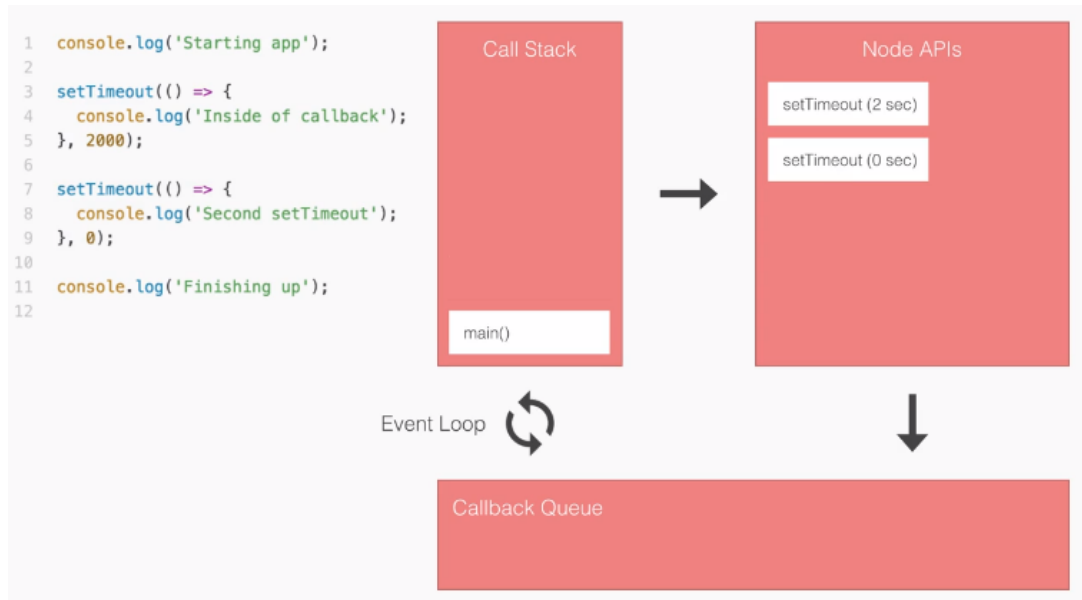 1 console.log('Starting app');
2
3 setTimeout(() => {
4   console.log('Inside of callback');
5 }, 2000);
6
7 setTimeout(() => {
8   console.log('Second setTimeout');
9 }, 0);
10
11 console.log('Finishing up');
12
Call Stack
main()
Node APIs
setTimeout (2 sec)
setTimeout (0 sec)
Event Loop
Callback Queue